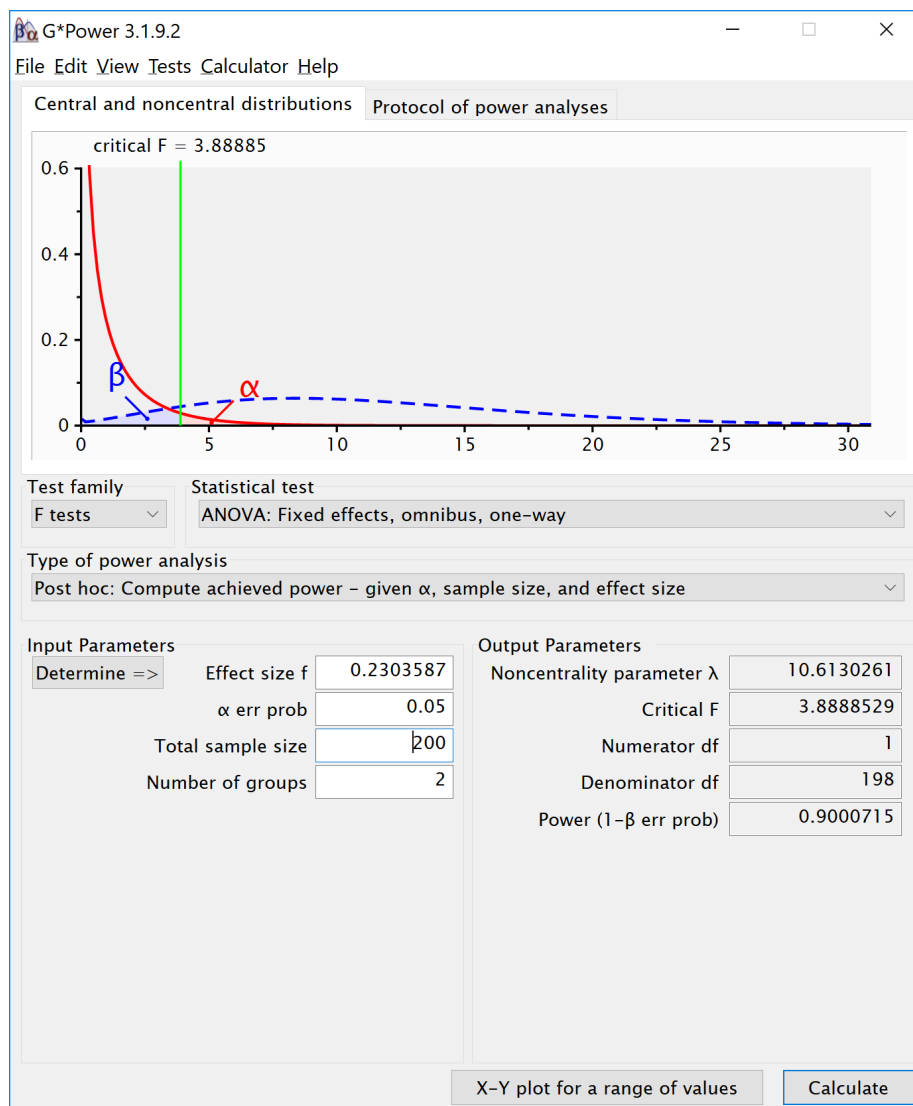 βα G*Power 3.1.9.2
File Edit View Tests Calculator Help
Central and noncentral distributions Protocol of power analyses
critical F = 3.88885
0.6
0.4
0.2
β α
0
0 5 10 15 20 25 30
Test family Statistical test
F tests ANOVA: Fixed effects, omnibus, one-way
Type of power analysis
Post hoc: Compute achieved power - given α, sample size, and effect size
Input Parameters Output Parameters
Determine => Effect size f 0.2303587 Noncentrality parameter λ 10.6130261
α err prob 0.05 Critical F 3.8888529
Total sample size 200 Numerator df 1
Number of groups 2 Denominator df 198
Power (1-β err prob) 0.9000715
X-Y plot for a range of values Calculate